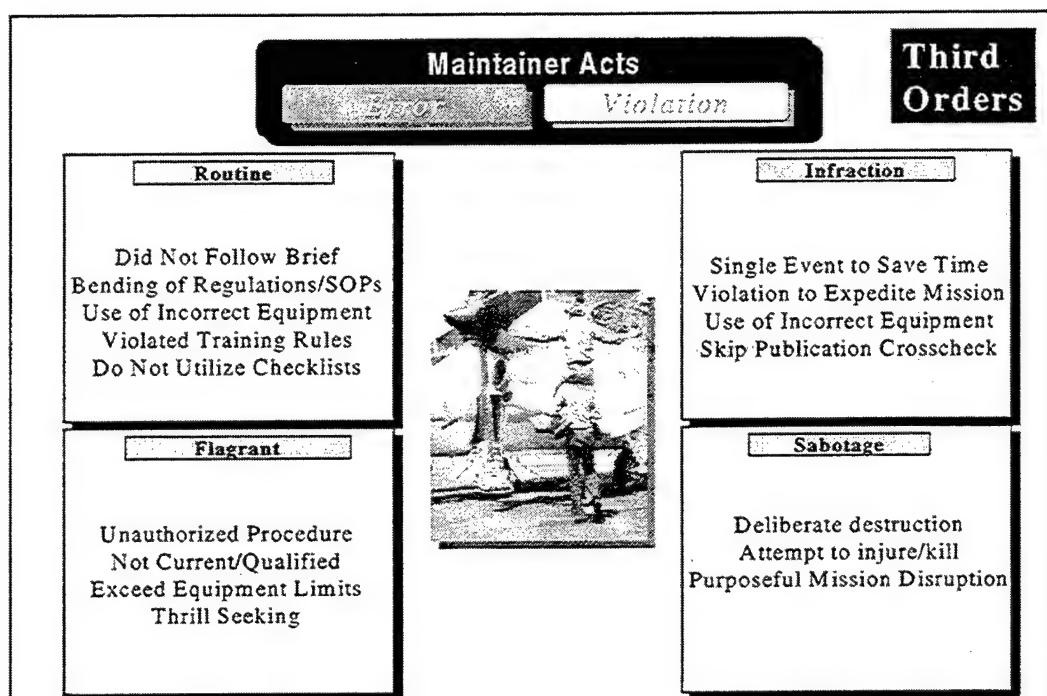 Maintainer Acts
Error
Violation
Third
Orders
Routine
Did Not Follow Brief
Bending of Regulations/SOPs
Use of Incorrect Equipment
Violated Training Rules
Do Not Utilize Checklists
Infraction
Single Event to Save Time
Violation to Expedite Mission
Use of Incorrect Equipment
Skip Publication Crosscheck
Flagrant
Unauthorized Procedure
Not Current/Qualified
Exceed Equipment Limits
Thrill Seeking
Sabotage
Deliberate destruction
Attempt to injure/kill
Purposeful Mission Disruption